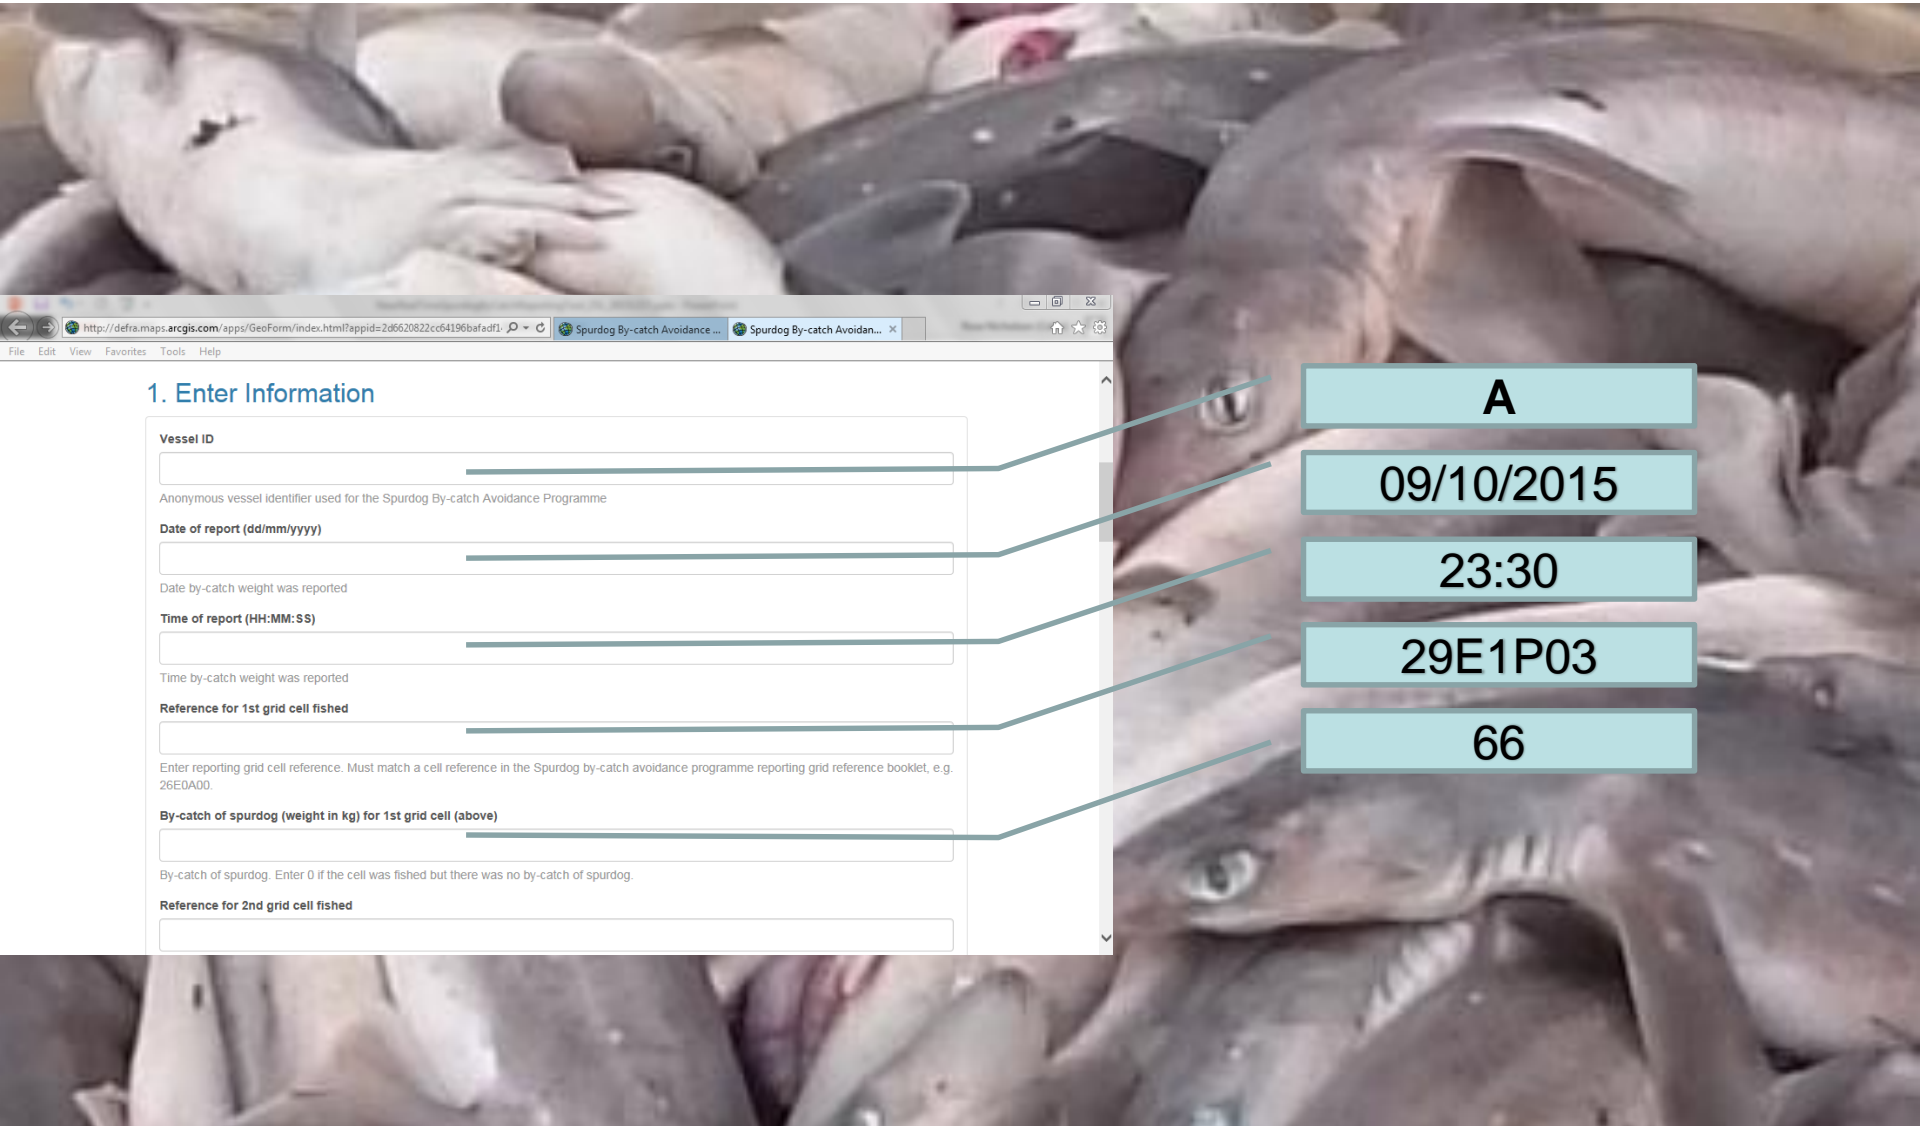 http://defra.maps.arcgis.com/apps/GeoForm/index.html?appid=2d6620822cc64196bafadf1
Spurdog By-catch Avoidance ...
Spurdog By-catch Avoidan...
File Edit View Favorites Tools Help
1. Enter Information
Vessel ID
Anonymous vessel identifier used for the Spurdog By-catch Avoidance Programme
Date of report (dd/mm/yyyy)
Date by-catch weight was reported
Time of report (HH:MM:SS)
Time by-catch weight was reported
Reference for 1st grid cell fished
Enter reporting grid cell reference. Must match a cell reference in the Spurdog by-catch avoidance programme reporting grid reference booklet, e.g.
26E0A00.
By-catch of spurdog (weight in kg) for 1st grid cell (above)
By-catch of spurdog. Enter 0 if the cell was fished but there was no by-catch of spurdog.
Reference for 2nd grid cell fished
A
09/10/2015
23:30
29E1P03
66